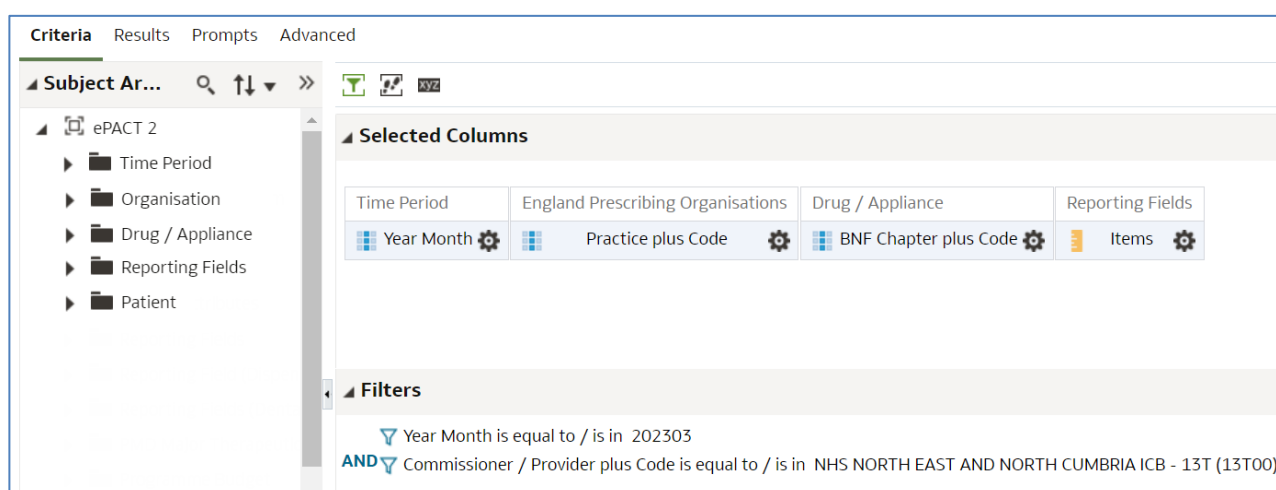 Criteria Results Prompts Advanced
Subject Ar...
xyz
ePACT 2
Time Period
Organisation
Drug / Appliance
Reporting Fields
Patient
Selected Columns
Time Period England Prescribing Organisations Drug / Appliance Reporting Fields
Year Month Practice plus Code BNF Chapter plus Code Items
Filters
Year Month is equal to / is in 202303
AND Commissioner / Provider plus Code is equal to / is in NHS NORTH EAST AND NORTH CUMBRIA ICB - 13T (13T00)